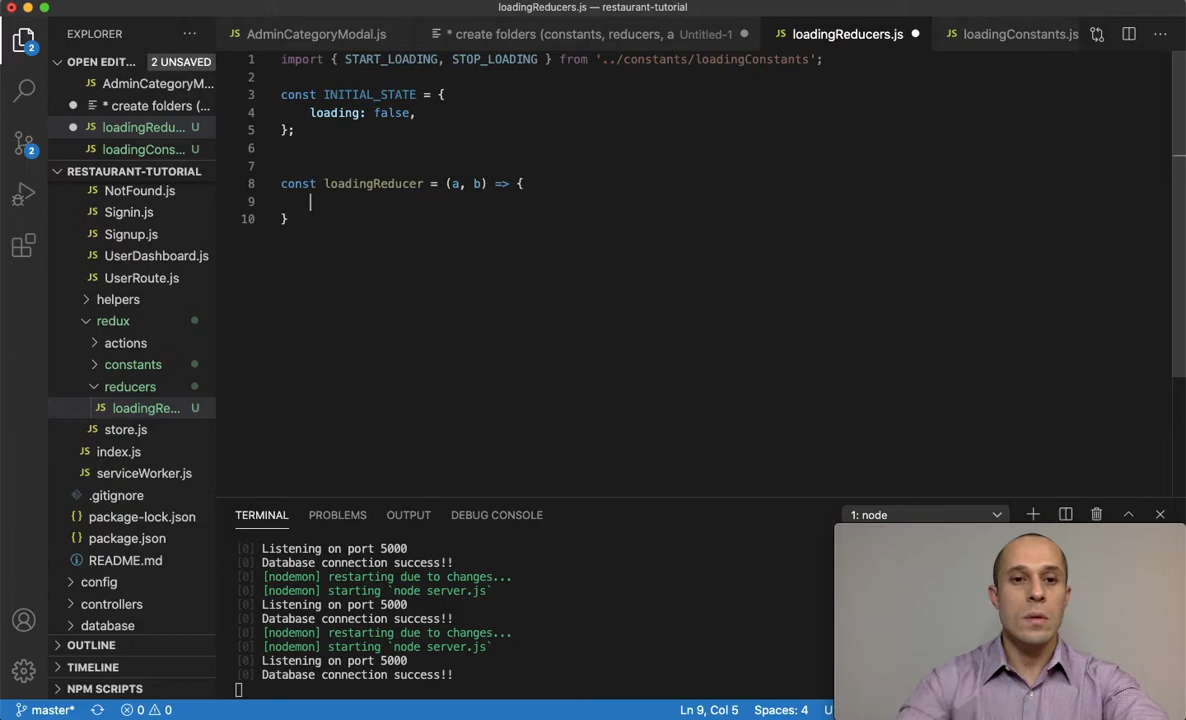 loadingReducers.js — restaurant-tutorial
2
EXPLORER
OPEN EDIT... 2 UNSAVED
AdminCategoryM...
* create folders (...
loadingRedu... U
loadingCons... U
RESTAURANT-TUTORIAL
NotFound.js
Signin.js
Signup.js
UserDashboard.js
UserRoute.js
helpers
redux
actions
constants
reducers
loadingRe... U
store.js
index.js
serviceWorker.js
.gitignore
package-lock.json
package.json
README.md
config
controllers
database
OUTLINE
TIMELINE
NPM SCRIPTS
2
AdminCategoryModal.js
* create folders (constants, reducers, a Untitled-1
loadingReducers.js
loadingConstants.js
1 import { START_LOADING, STOP_LOADING } from '../constants/loadingConstants';
2
3 const INITIAL_STATE = {
4 loading: false,
5 };
6
7
8 const loadingReducer = (a, b) => {
9
10 }
TERMINAL PROBLEMS OUTPUT DEBUG CONSOLE
1: node
[0] Listening on port 5000
[0] Database connection success!!
[0] [nodemon] restarting due to changes...
[0] [nodemon] starting `node server.js`
[0] Listening on port 5000
[0] Database connection success!!
[0] [nodemon] restarting due to changes...
[0] [nodemon] starting `node server.js`
[0] Listening on port 5000
[0] Database connection success!!
master* 0 0 Ln 9, Col 5 Spaces: 4 U